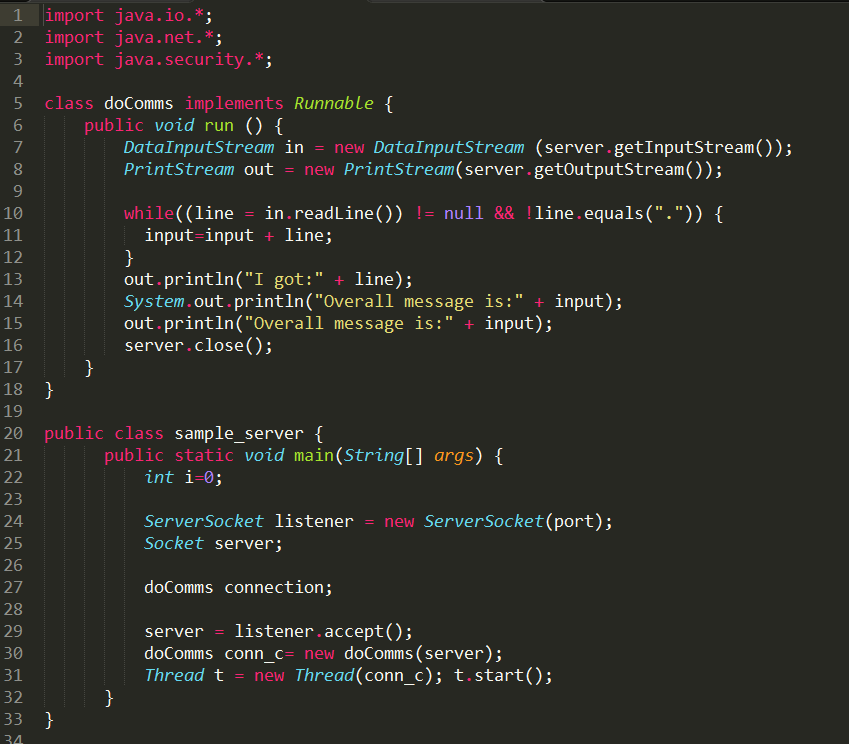 1 import java.io.*;
2 import java.net.*;
3 import java.security.*;
4
5 class doComms implements Runnable {
6     public void run () {
7         DataInputStream in = new DataInputStream (server.getInputStream());
8         PrintStream out = new PrintStream(server.getOutputStream());
9
10         while((line = in.readLine()) != null && !line.equals(".")) {
11           input=input + line;
12         }
13         out.println("I got:" + line);
14         System.out.println("Overall message is:" + input);
15         out.println("Overall message is:" + input);
16         server.close();
17     }
18 }
19
20 public class sample_server {
21       public static void main(String[] args) {
22           int i=0;
23
24           ServerSocket listener = new ServerSocket(port);
25           Socket server;
26
27           doComms connection;
28
29           server = listener.accept();
30           doComms conn_c= new doComms(server);
31           Thread t = new Thread(conn_c); t.start();
32       }
33 }
34